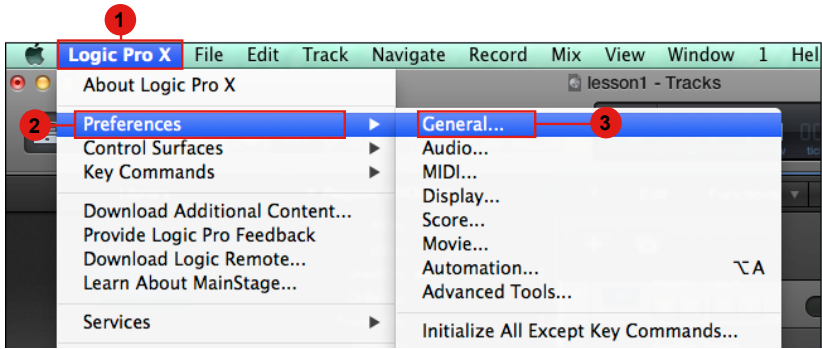 1
Logic Pro X File Edit Track Navigate Record Mix View Window 1 Hel
lesson1 - Tracks
About Logic Pro X
2
Preferences
Control Surfaces
Key Commands
Download Additional Content...
Provide Logic Pro Feedback
Download Logic Remote...
Learn About MainStage...
Services
General...
3
Audio...
MIDI...
Display...
Score...
Movie...
Automation... ⌥A
Advanced Tools...
Initialize All Except Key Commands...